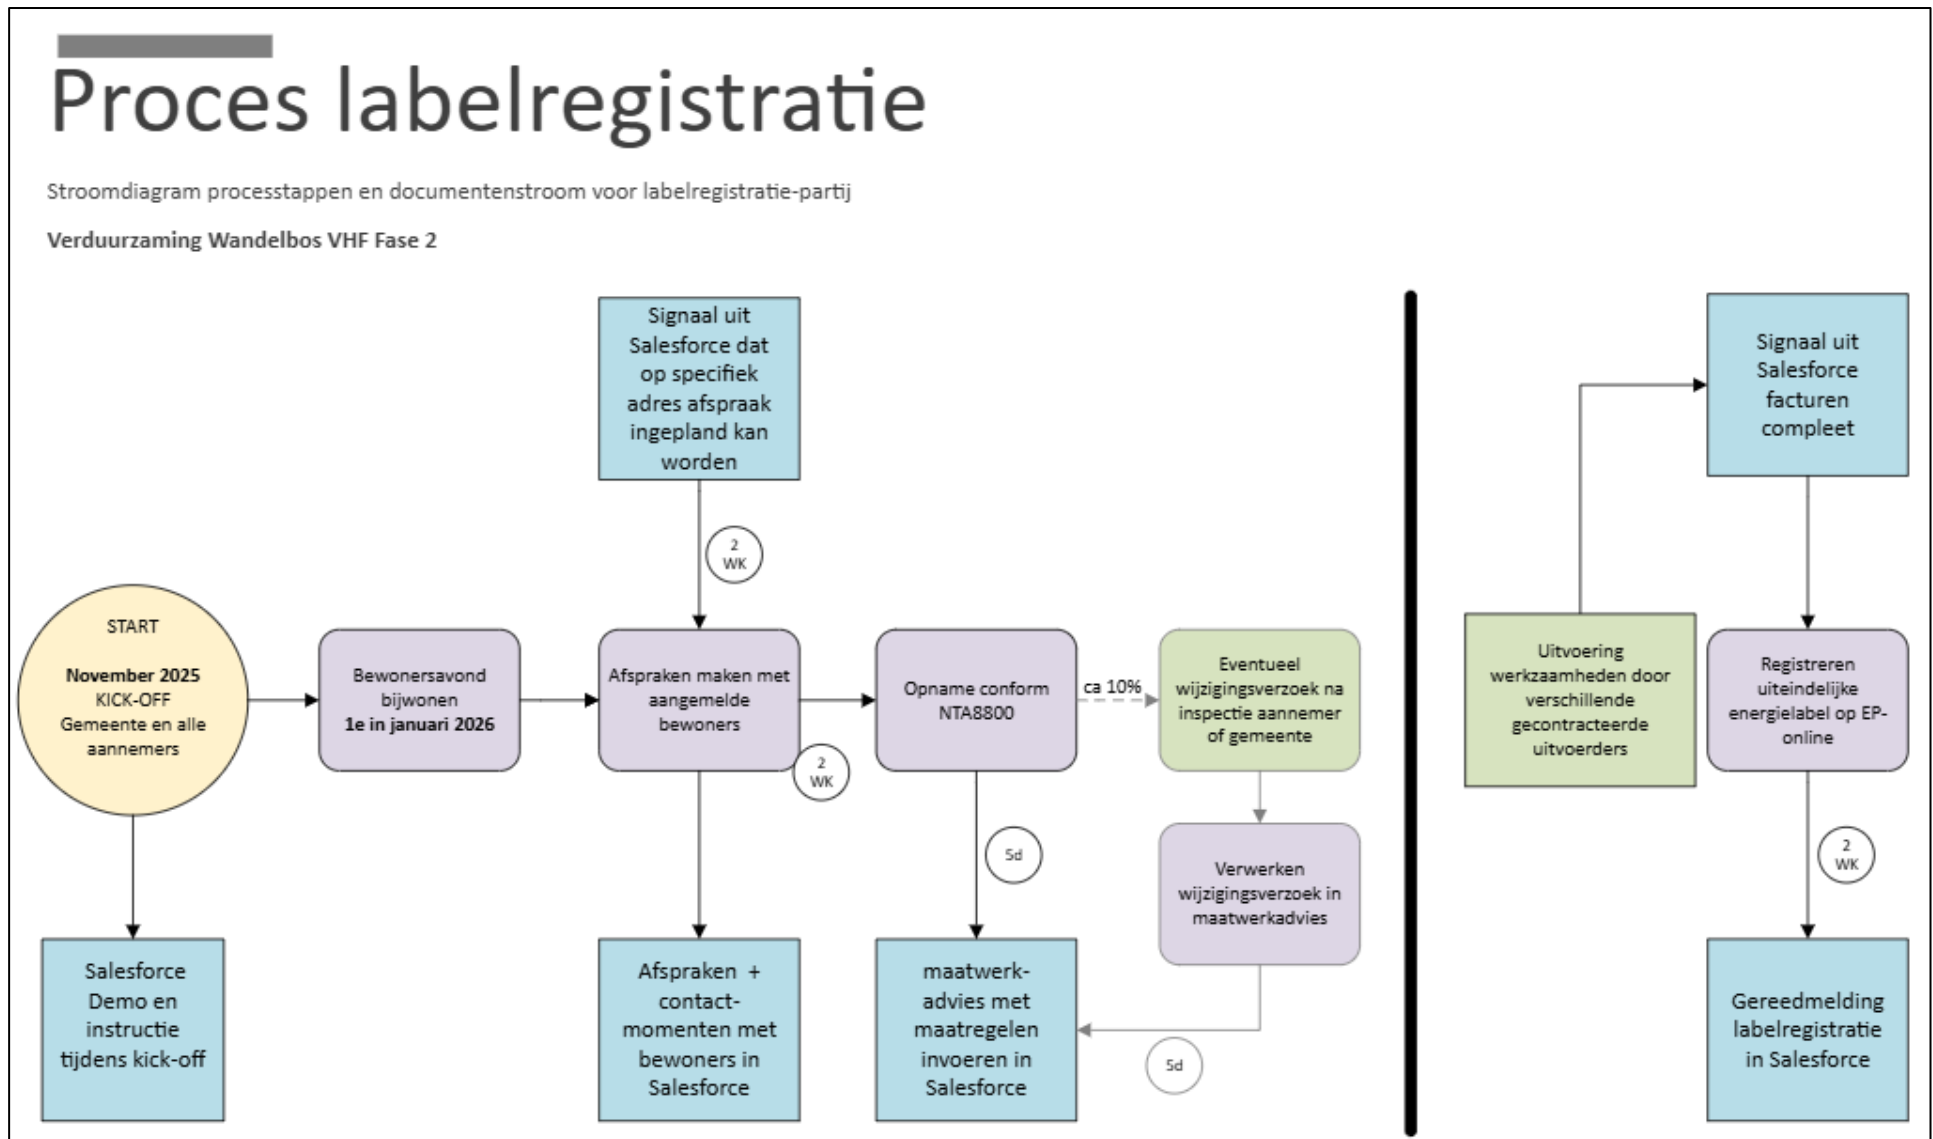 Proces labelregistratie
Stroomdiagram processtappen en documentenstroom voor labelregistratie-partij
Verduurzaming Wandelbos VHF Fase 2
Signaal uit
Salesforce dat
op specifiek
adres afspraak
ingepland kan
worden
2
WK
START
November 2025
KICK-OFF
Gemeente en alle
aannemers
Bewonersavond
bijwonen
1e in januari 2026
Afspraken maken met
aangemelde
bewoners
2
WK
Opname conform
NTA8800
ca 10%
Eventueel
wijzigingsverzoek na
inspectie aannemer
of gemeente
5d
Verwerken
wijzigingsverzoek in
maatwerkadvies
5d
Salesforce
Demo en
instructie
tijdens kick-off
Afspraken + 
contact-
momenten met
bewoners in
Salesforce
maatwerk-
advies met
maatregelen
invoeren in
Salesforce
Signaal uit
Salesforce
facturen
compleet
Uitvoering
werkzaamheden door
verschillende
gecontracteerde
uitvoerders
Registreren
uiteindelijke
energielabel op EP-
online
2
WK
Gereedmelding
labelregistratie
in Salesforce